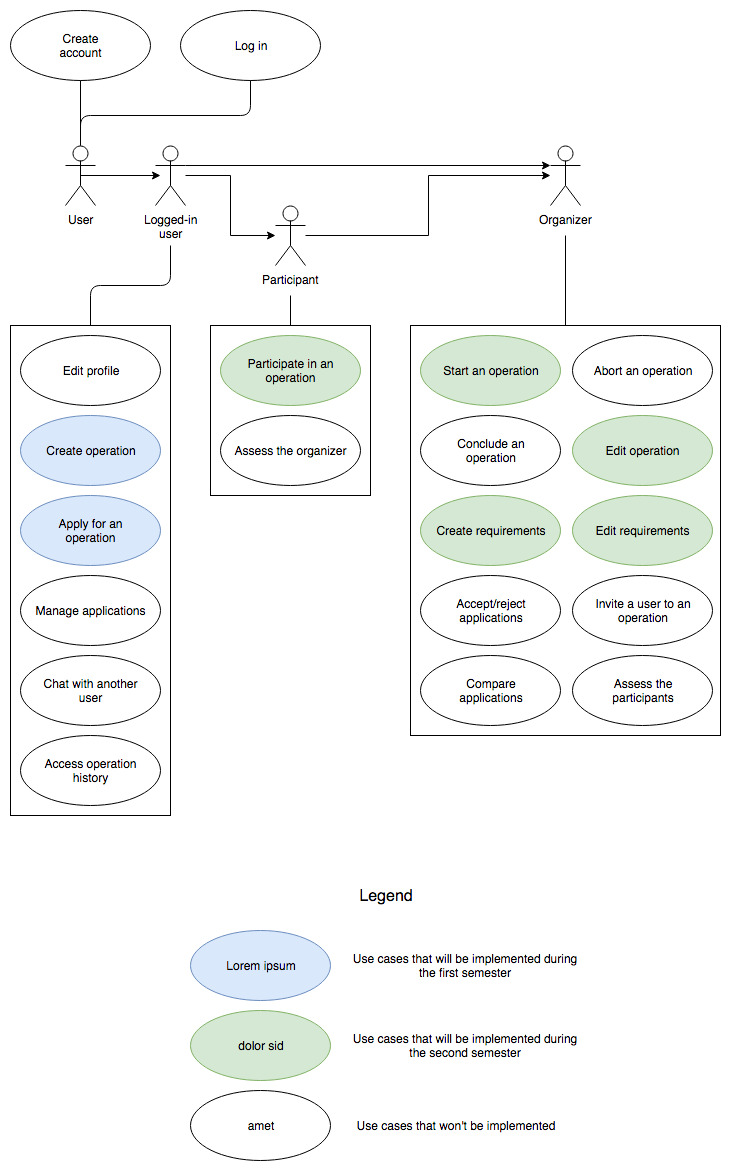 Create
account
Log in
User
Logged-in
user
Participant
Organizer
Edit profile
Create operation
Apply for an
operation
Manage applications
Chat with another
user
Access operation
history
Participate in an
operation
Assess the organizer
Start an operation
Abort an operation
Conclude an
operation
Edit operation
Create requirements
Edit requirements
Accept/reject
applications
Invite a user to an
operation
Compare
applications
Assess the
participants
Legend
Lorem ipsum
Use cases that will be implemented during
the first semester
dolor sid
Use cases that will be implemented during
the second semester
amet
Use cases that won't be implemented